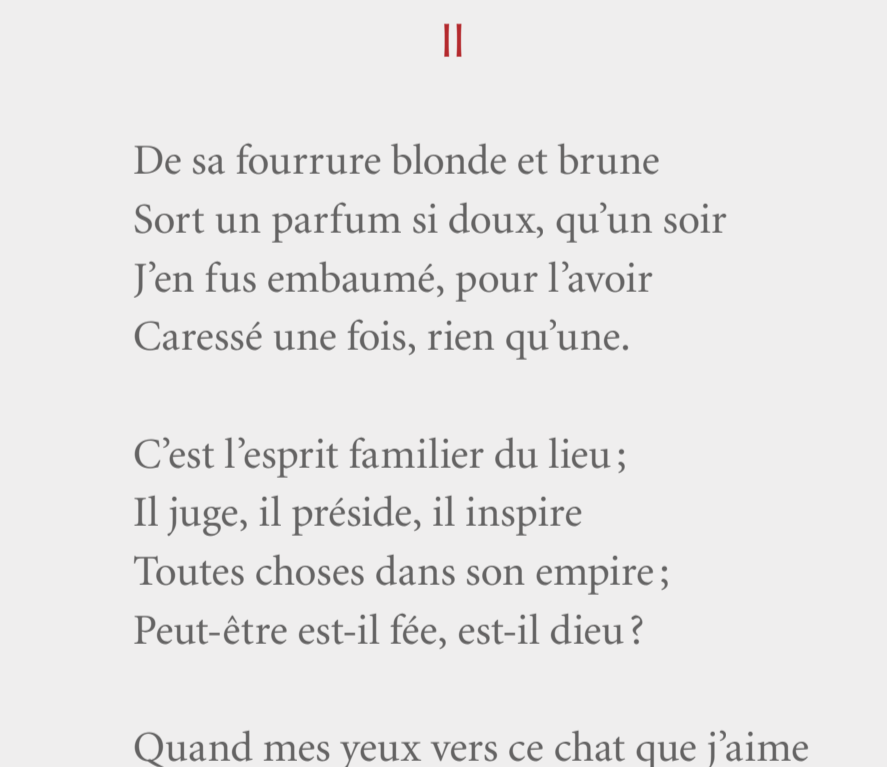 II
De sa fourrure blonde et brune
Sort un parfum si doux, qu’un soir
J’en fus embaumé, pour l’avoir
Caressé une fois, rien qu’une.
C’est l’esprit familier du lieu ;
Il juge, il préside, il inspire
Toutes choses dans son empire ;
Peut-être est-il fée, est-il dieu ?
Quand mes yeux vers ce chat que j’aime